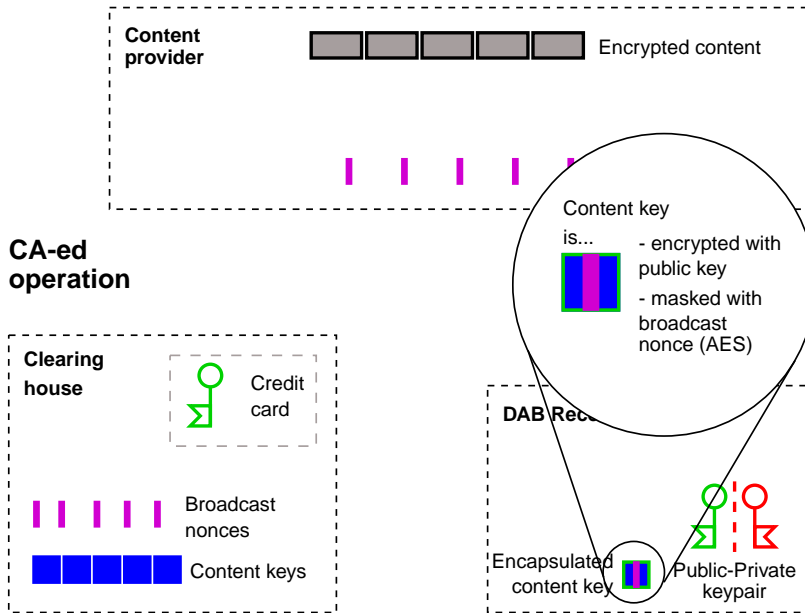 Content
provider
Encrypted content
Content key
is...
- encrypted with
public key
- masked with
broadcast
nonce (AES)
CA-ed
operation
Clearing
house
Credit
card
DAB
Broadcast
nonces
Content keys
Encapsulated
content key
Public-Private
keypair